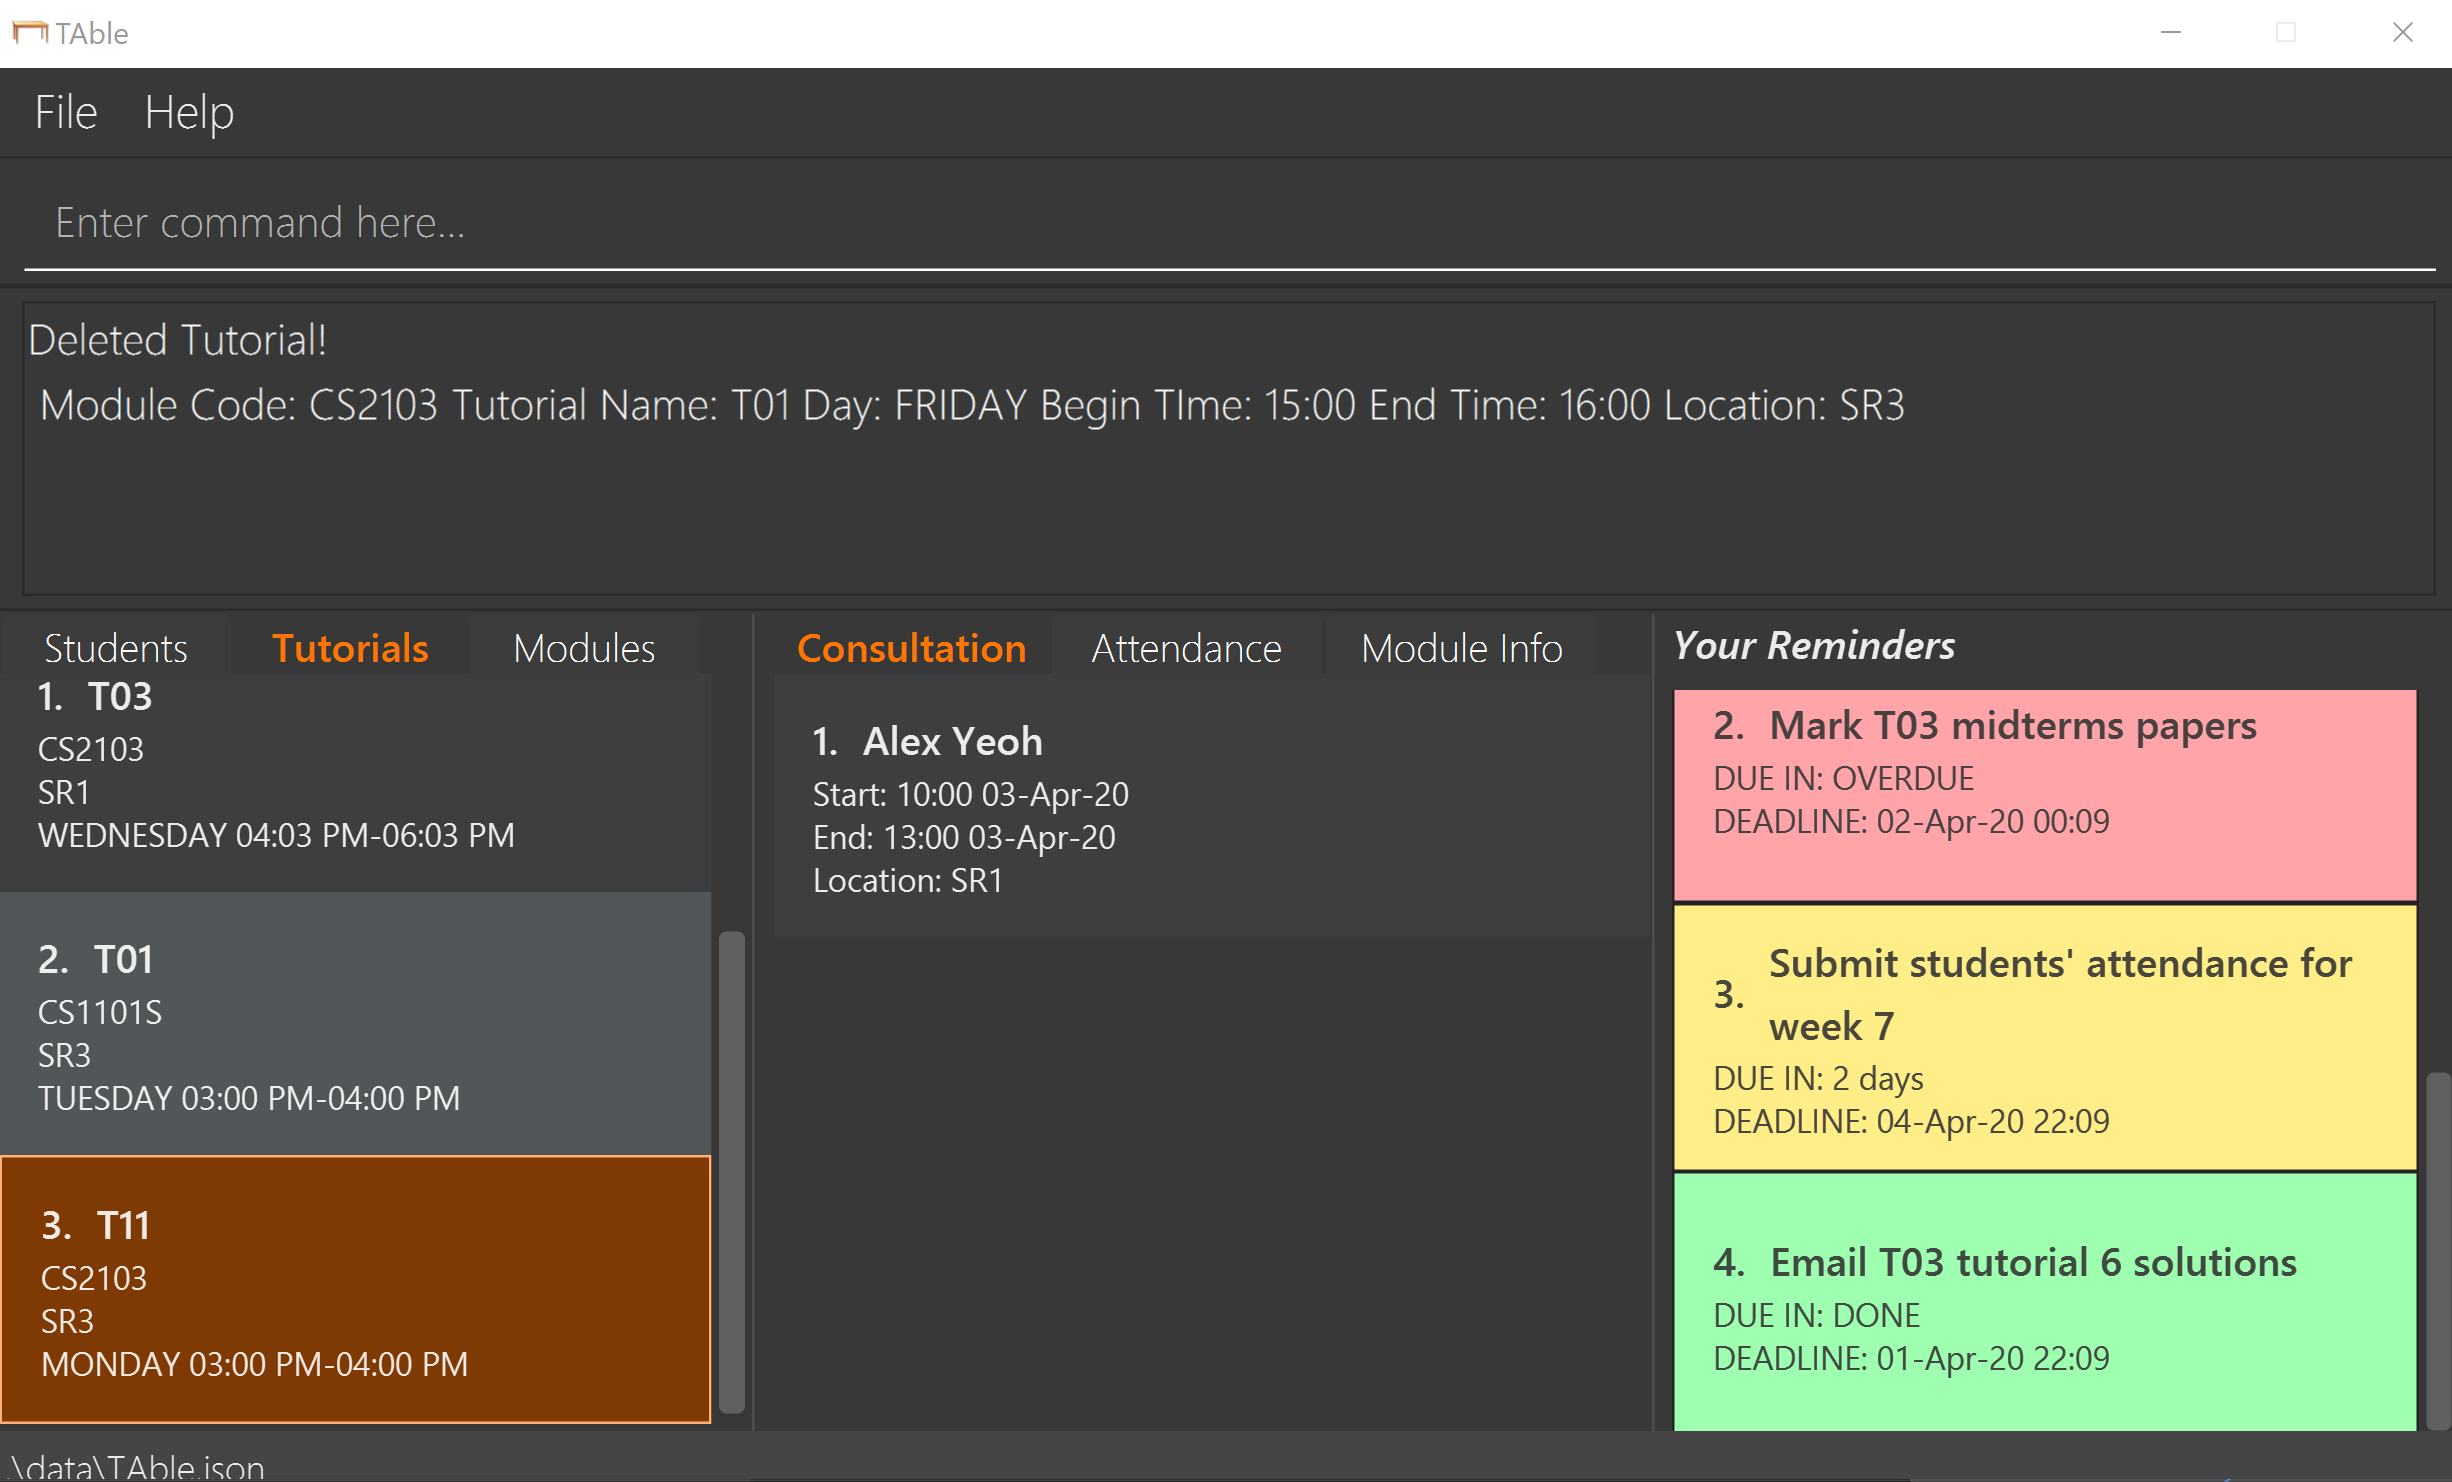 TAble
File Help
Enter command here...
Deleted Tutorial!
Module Code: CS2103 Tutorial Name: T01 Day: FRIDAY Begin TIme: 15:00 End Time: 16:00 Location: SR3
Students Tutorials Modules
1. T03
CS2103
SR1
WEDNESDAY 04:03 PM-06:03 PM
2. T01
CS1101S
SR3
TUESDAY 03:00 PM-04:00 PM
3. T11
CS2103
SR3
MONDAY 03:00 PM-04:00 PM
Consultation Attendance Module Info
1. Alex Yeoh
Start: 10:00 03-Apr-20
End: 13:00 03-Apr-20
Location: SR1
Your Reminders
2. Mark T03 midterms papers
DUE IN: OVERDUE
DEADLINE: 02-Apr-20 00:09
3. Submit students' attendance for
week 7
DUE IN: 2 days
DEADLINE: 04-Apr-20 22:09
4. Email T03 tutorial 6 solutions
DUE IN: DONE
DEADLINE: 01-Apr-20 22:09
.\data\TAble.json